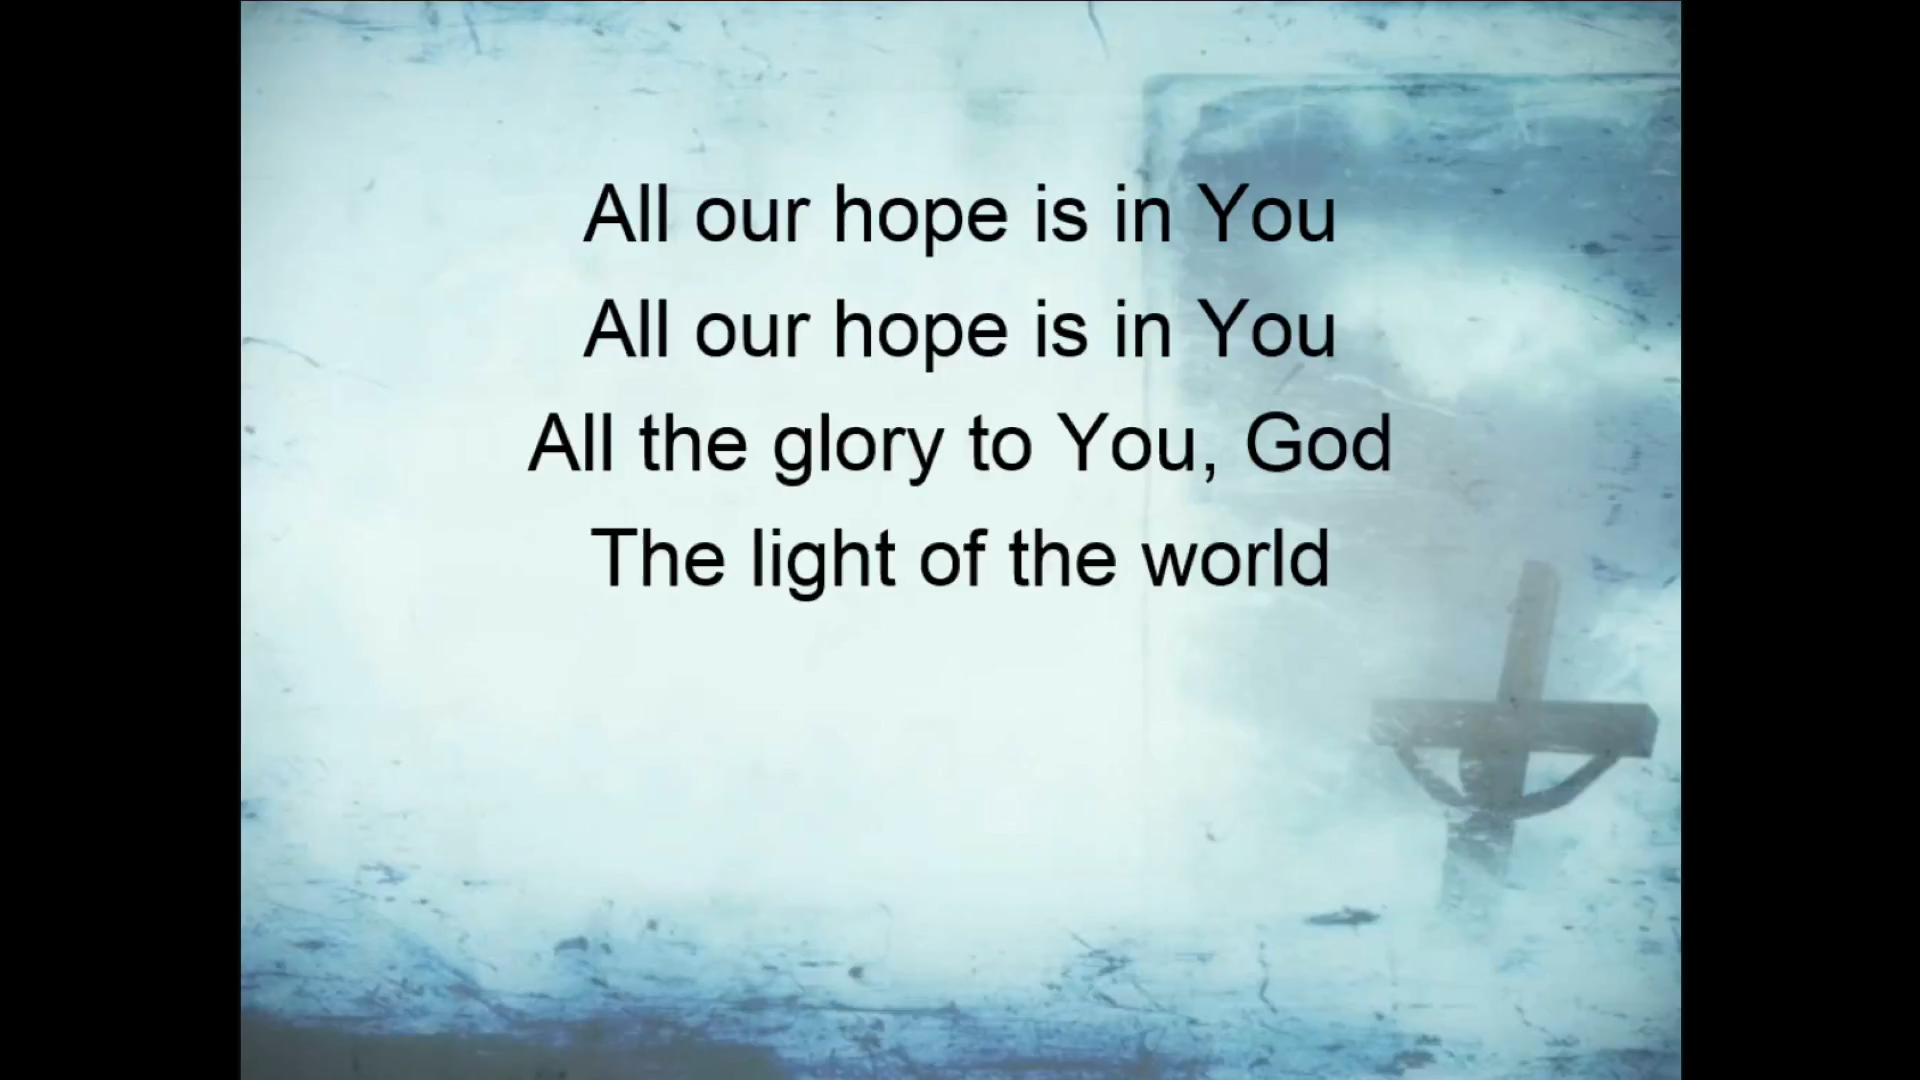 All our hope is in You
All our hope is in You
All the glory to You, God
The light of the world